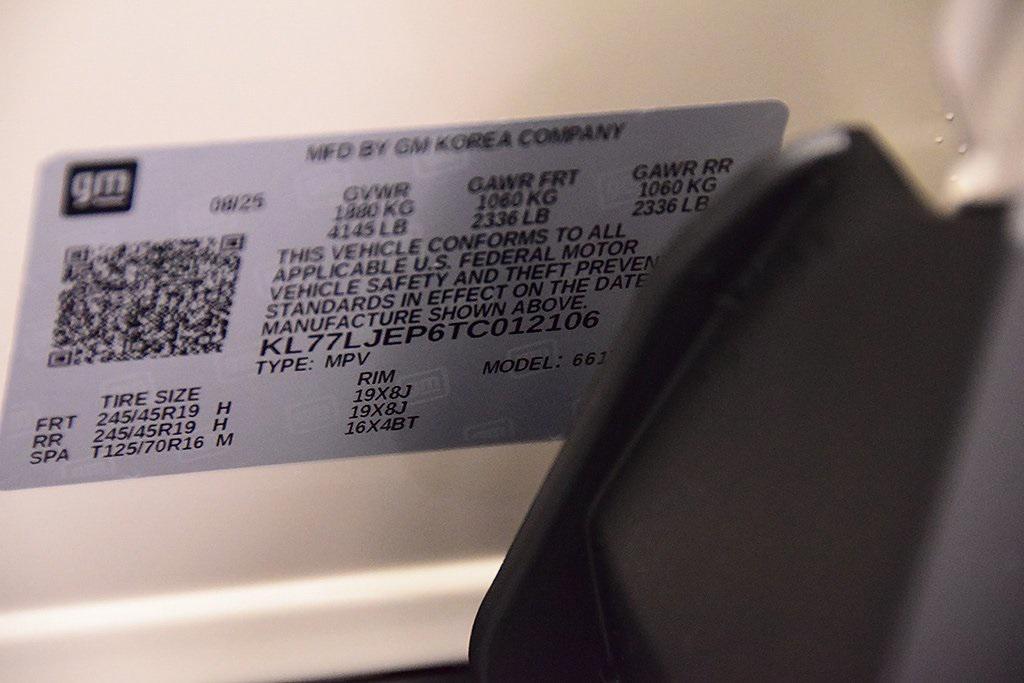 gm
MFD BY GM KOREA COMPANY
08/25 GVWR GAWR FRT GAWR RR
1880 KG 1060 KG 1060 KG
4145 LB 2336 LB 2336 LB
THIS VEHICLE CONFORMS TO ALL
APPLICABLE U.S. FEDERAL MOTOR
VEHICLE SAFETY AND THEFT PREVEN
STANDARDS IN EFFECT ON THE DATE
MANUFACTURE SHOWN ABOVE.
KL77LJEP6TC012106
TYPE: MPV MODEL: 661
TIRE SIZE RIM
FRT 245/45R19 H 19X8J
RR 245/45R19 H 19X8J
SPA T125/70R16 M 16X4BT